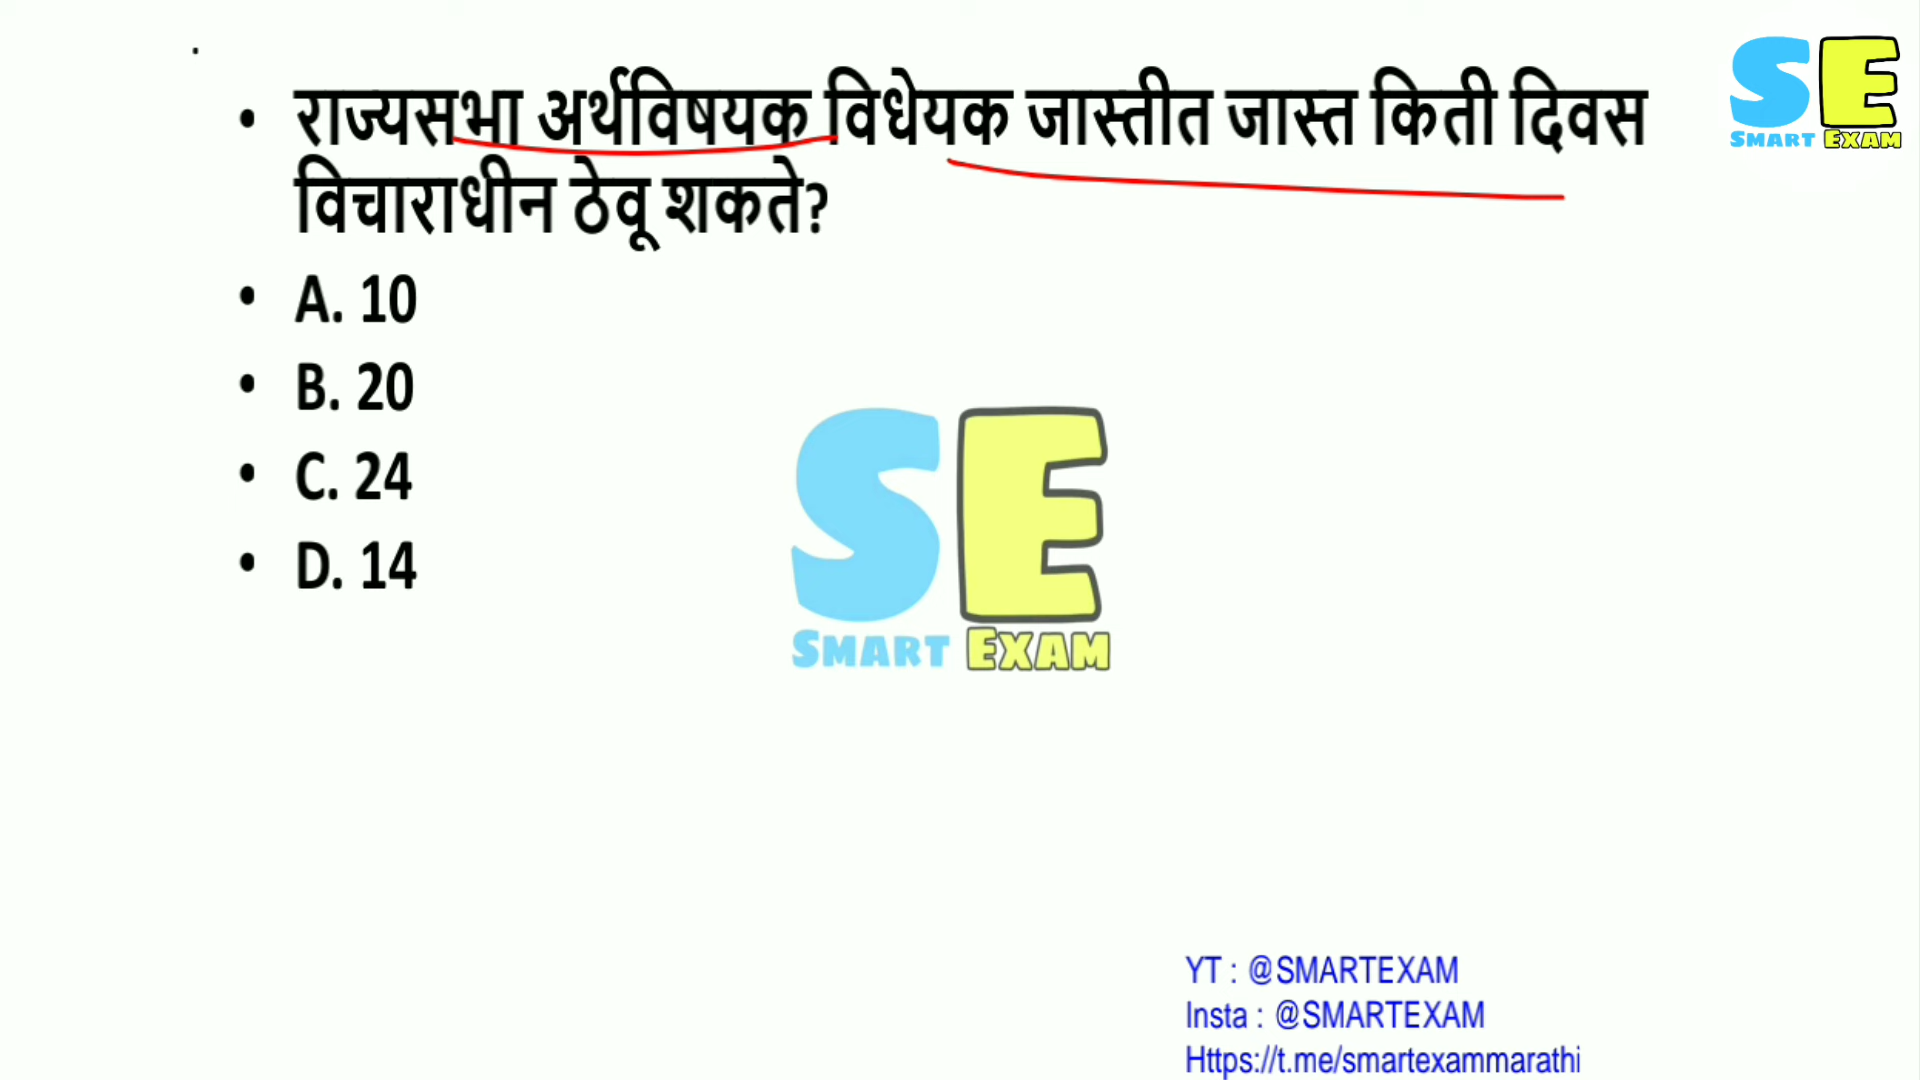 SE
SMART EXAM
• राज्यसभा अर्थविषयक विधेयक जास्तीत जास्त किती दिवस
विचाराधीन ठेवू शकते?
• A. 10
• B. 20
• C. 24
• D. 14
SE
SMART EXAM
YT : @SMARTEXAM
Insta : @SMARTEXAM
Https://t.me/smartexammarathi